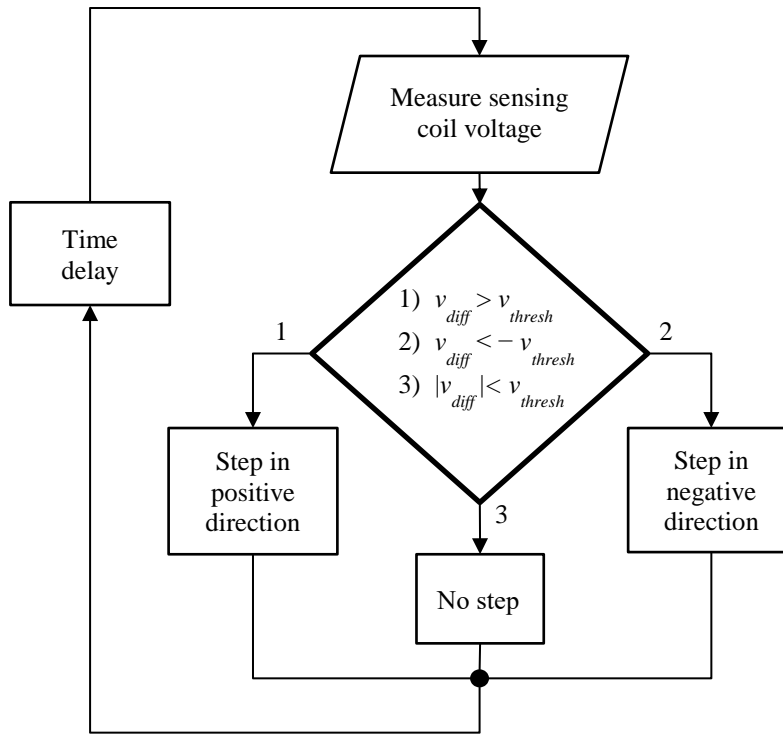 Measure sensing
coil voltage
Time
delay
1) v_diff > v_thresh
2) v_diff < − v_thresh
3) |v_diff| < v_thresh
1
2
3
Step in
positive
direction
No step
Step in
negative
direction